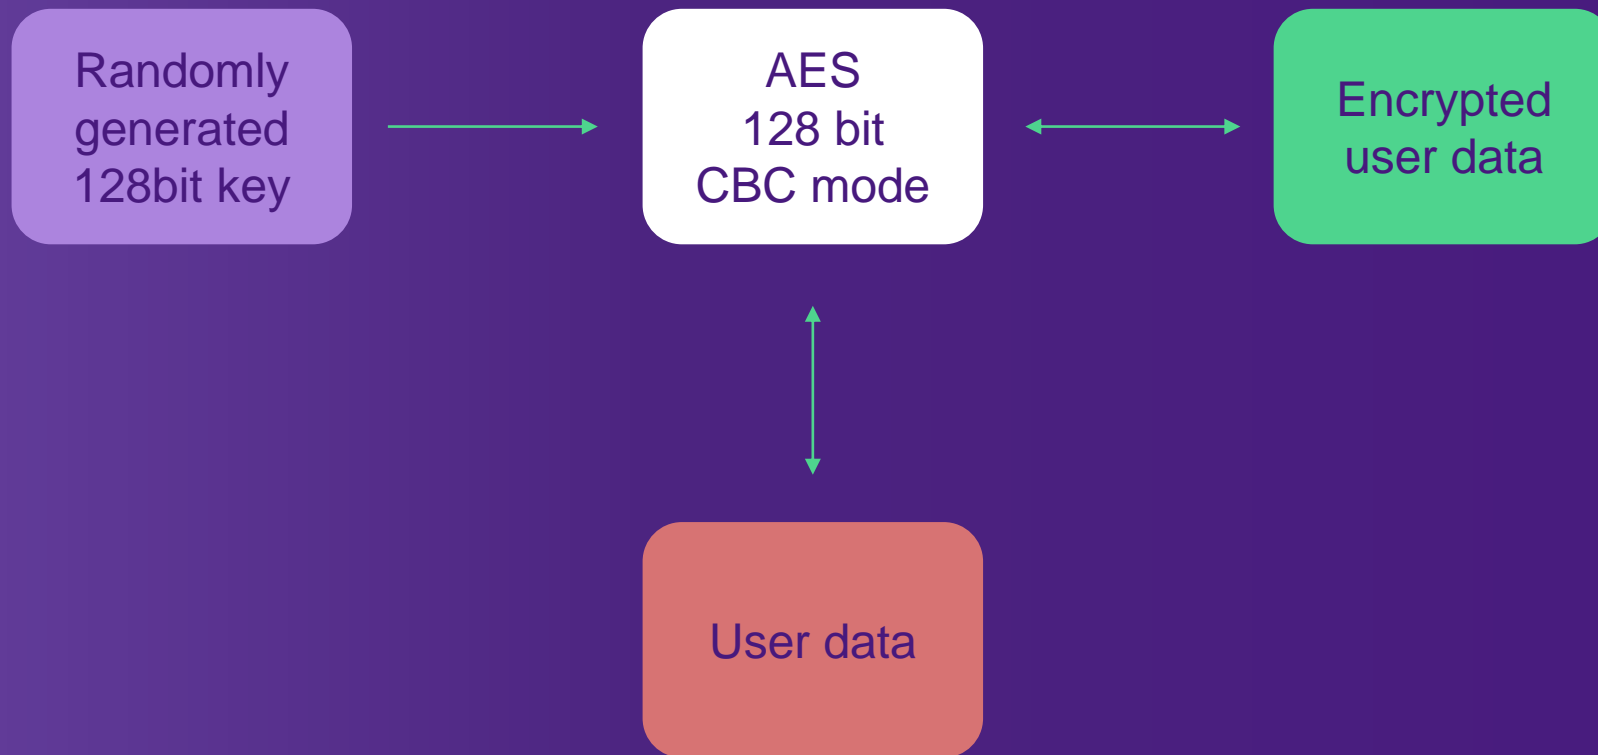 Randomly
generated
128bit key
AES
128 bit
CBC mode
Encrypted
user data
User data